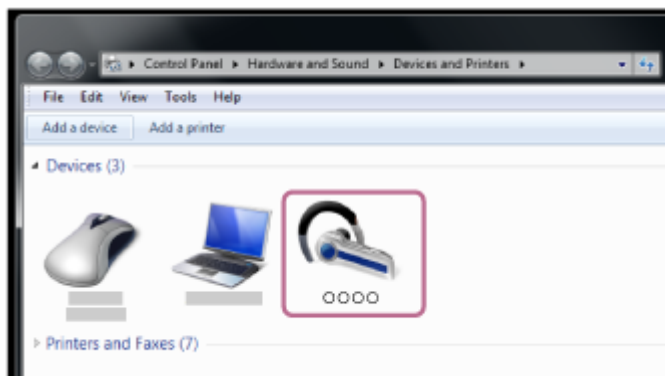 Control Panel ▸ Hardware and Sound ▸ Devices and Printers ▸
File Edit View Tools Help
Add a device Add a printer
Devices (3)
○○○○
Printers and Faxes (7)